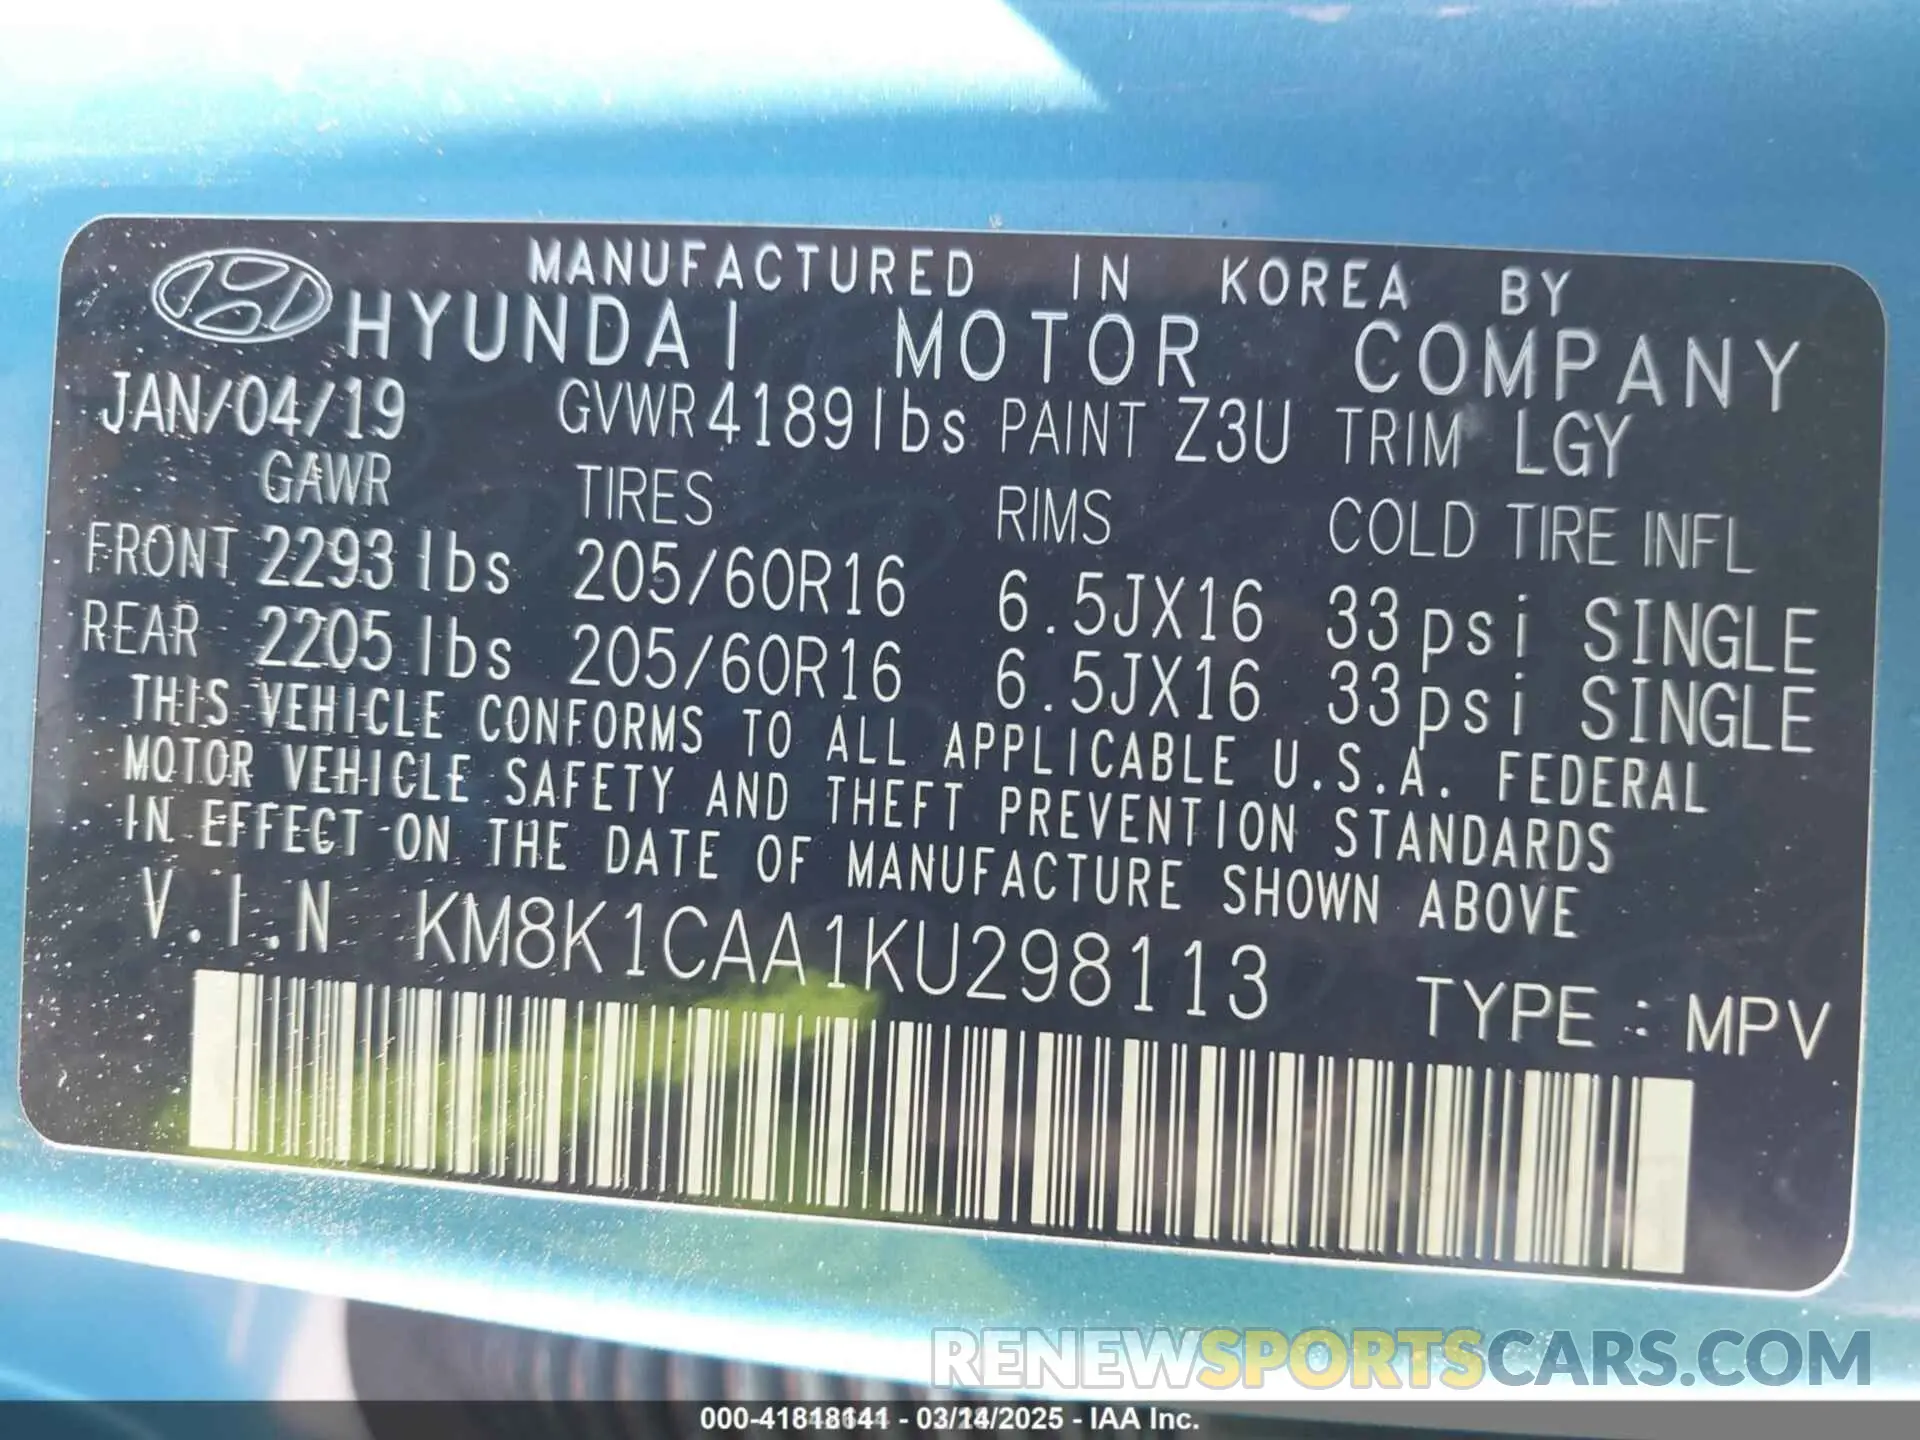 MANUFACTURED IN KOREA BY
HYUNDAI MOTOR COMPANY
JAN/04/19 GVWR 4189 lbs PAINT Z3U TRIM LGY
GAWR TIRES RIMS COLD TIRE INFL
FRONT 2293 lbs 205/60R16 6.5JX16 33 psi SINGLE
REAR 2205 lbs 205/60R16 6.5JX16 33 psi SINGLE
THIS VEHICLE CONFORMS TO ALL APPLICABLE U.S.A. FEDERAL
MOTOR VEHICLE SAFETY AND THEFT PREVENTION STANDARDS
IN EFFECT ON THE DATE OF MANUFACTURE SHOWN ABOVE
V.I.N KM8K1CAA1KU298113 TYPE : MPV
RENEWSPORTSCARS.COM
- IAA Inc.